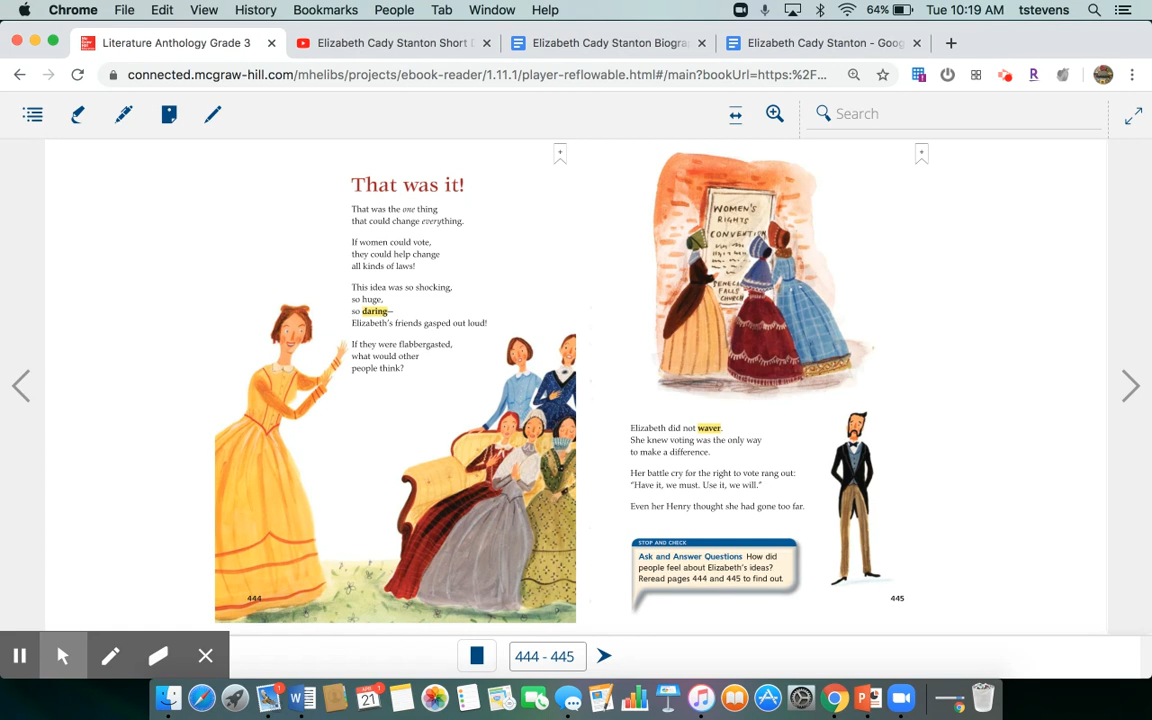 Chrome File Edit View History Bookmarks People Tab Window Help 64% Tue 10:19 AM tstevens
Literature Anthology Grade 3 Elizabeth Cady Stanton Short Elizabeth Cady Stanton Biogra Elizabeth Cady Stanton - Goog
connected.mcgraw-hill.com/mhelibs/projects/ebook-reader/1.11.1/player-reflowable.html#/main?bookUrl=https:%2F...
Search
That was it!
That was the one thing
that could change everything.
If women could vote,
they could help change
all kinds of laws!
This idea was so shocking,
so huge,
so daring—
Elizabeth's friends gasped out loud!
If they were flabbergasted,
what would other
people think?
444
WOMEN'S
RIGHTS
CONVENTION
SENECA
FALLS
CHURCH
Elizabeth did not waver.
She knew voting was the only way
to make a difference.
Her battle cry for the right to vote rang out:
"Have it, we must. Use it, we will."
Even her Henry thought she had gone too far.
STOP AND CHECK
Ask and Answer Questions How did
people feel about Elizabeth's ideas?
Reread pages 444 and 445 to find out.
445
444 - 445